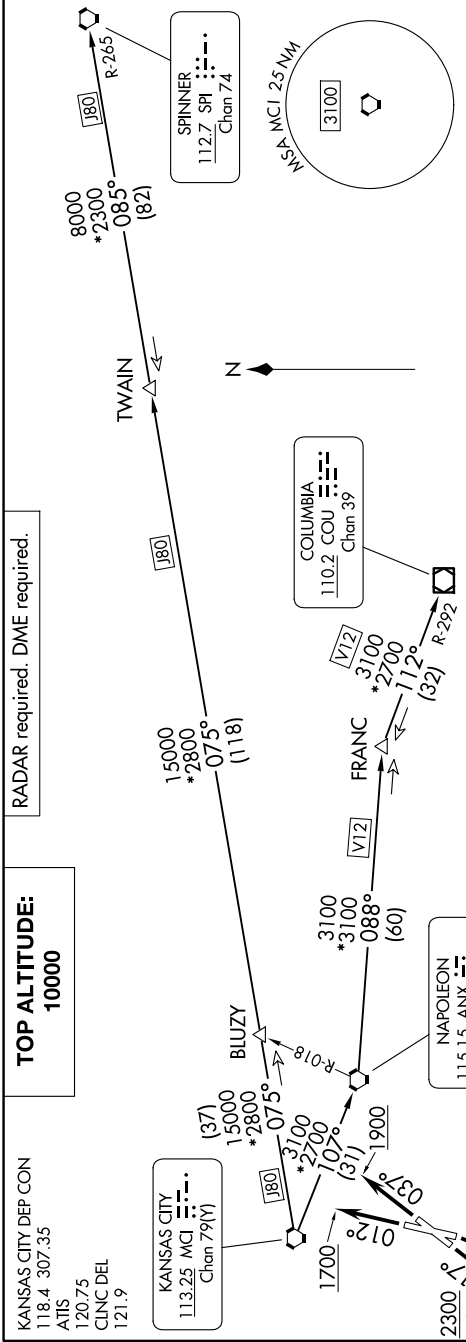 KANSAS CITY DEP CON
118.4 307.35
ATIS
120.75
CLNC DEL
121.9
TOP ALTITUDE:
10000
RADAR required. DME required.
KANSAS CITY
113.25 MCI
Chan 79(Y)
J80
(37)
15000
*2800
075°
BLUZY
15000
*2800
075°
(118)
J80
TWAIN
8000
*2300
085°
(82)
J80
R-265
SPINNER
112.7 SPI
Chan 74
MSA MCI 25 NM
3100
N
3100
*2700
107°
(31)
R-018
3100
*3100
088°
(60)
V12
FRANC
V12
3100
*2700
112°
(32)
R-292
COLUMBIA
110.2 COU
Chan 39
NAPOLEON
115.15 ANX
1900
1700
037°
012°
2300